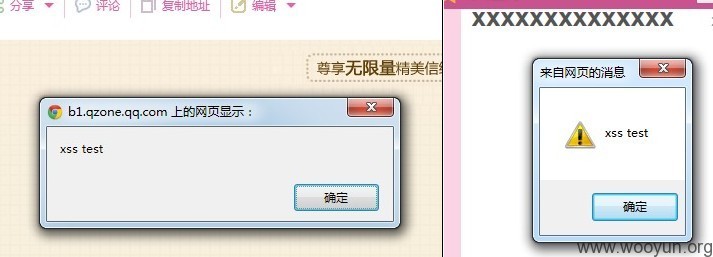 分享 评论 复制地址 编辑
尊享无限量精美信纸
b1.qzone.qq.com 上的网页显示：
xss test
确定
XXXXXXXXXXXXXX
来自网页的消息
xss test
确定
www.wooyun.org